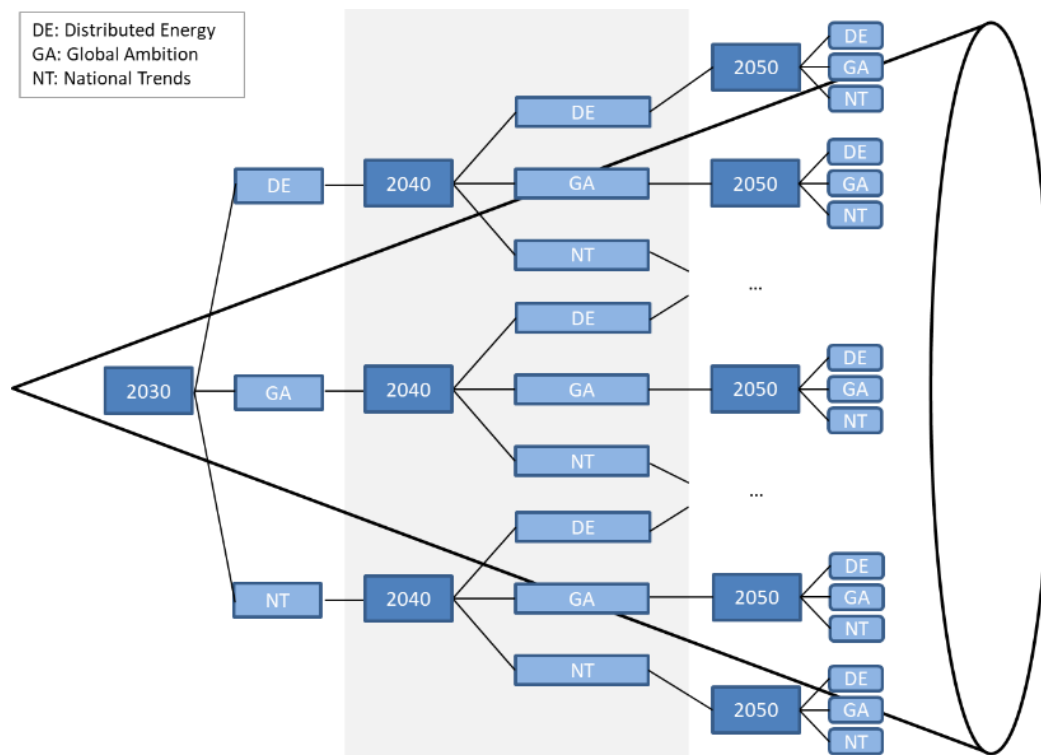 DE: Distributed Energy
GA: Global Ambition
NT: National Trends
2030
DE
GA
NT
2040
2040
2040
DE
GA
NT
DE
GA
NT
DE
GA
NT
2050
2050
...
2050
...
2050
2050
DE
GA
NT
DE
GA
NT
DE
GA
NT
DE
GA
NT
DE
GA
NT